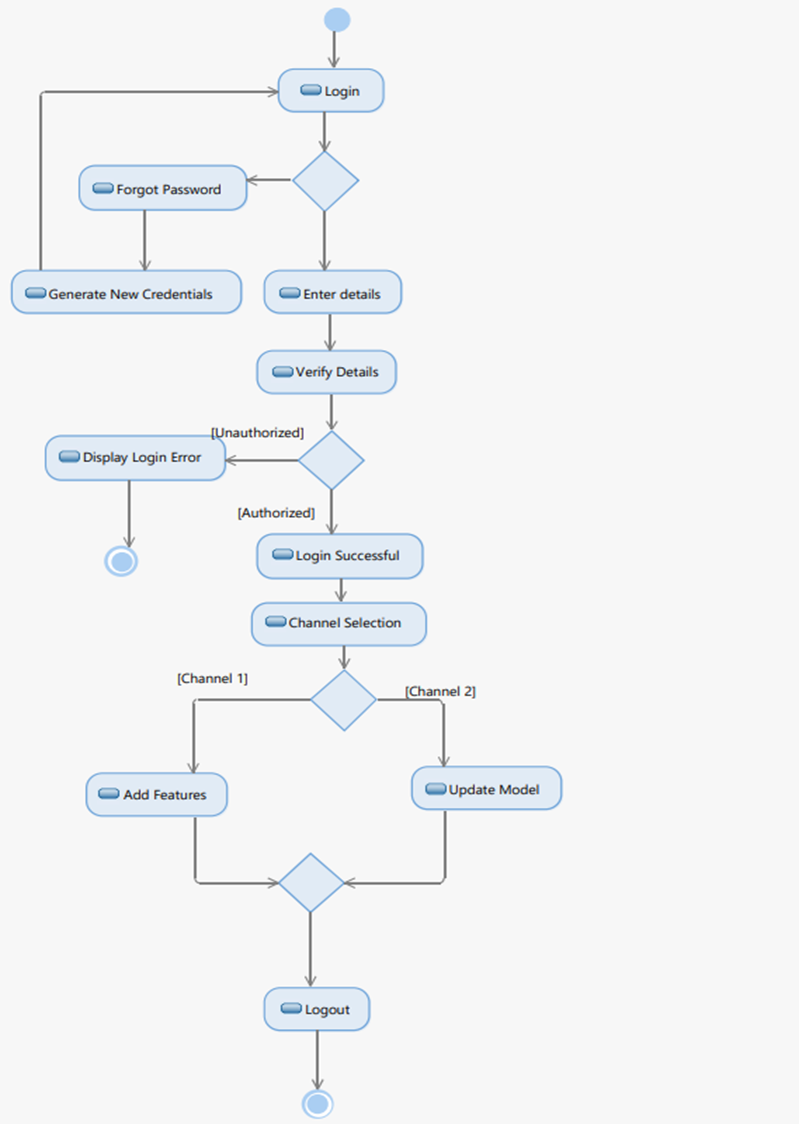 Login
Forgot Password
Generate New Credentials
Enter details
Verify Details
[Unauthorized]
Display Login Error
[Authorized]
Login Successful
Channel Selection
[Channel 1]
[Channel 2]
Add Features
Update Model
Logout